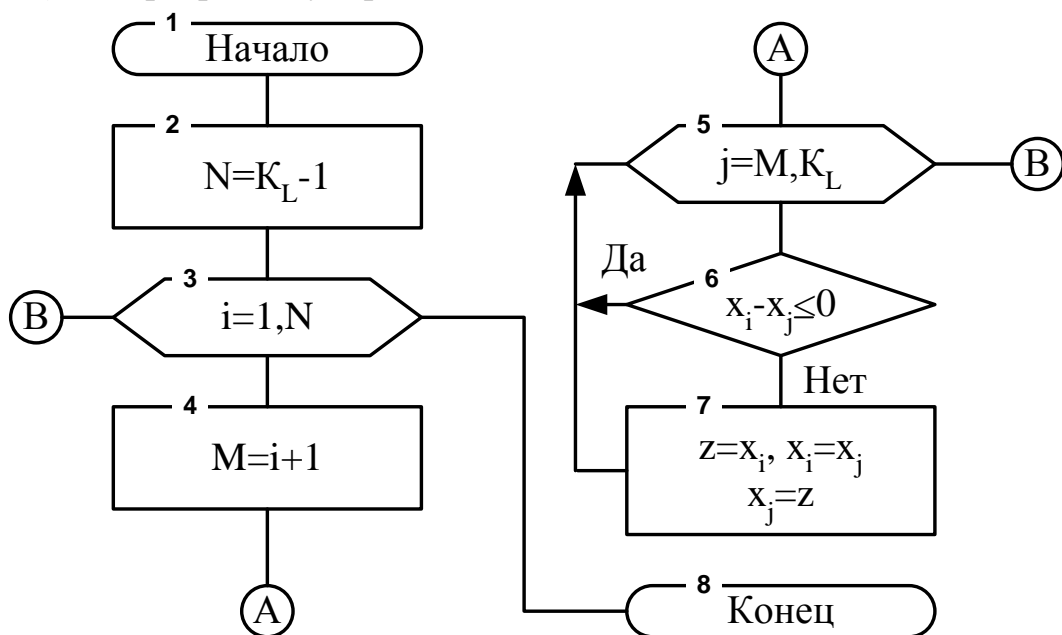 1
Начало
2
N=K_L-1
3
B
i=1,N
4
M=i+1
A
A
5
j=M,K_L
B
Да
6
x_i-x_j≤0
Нет
7
z=x_i, x_i=x_j
x_j=z
8
Конец